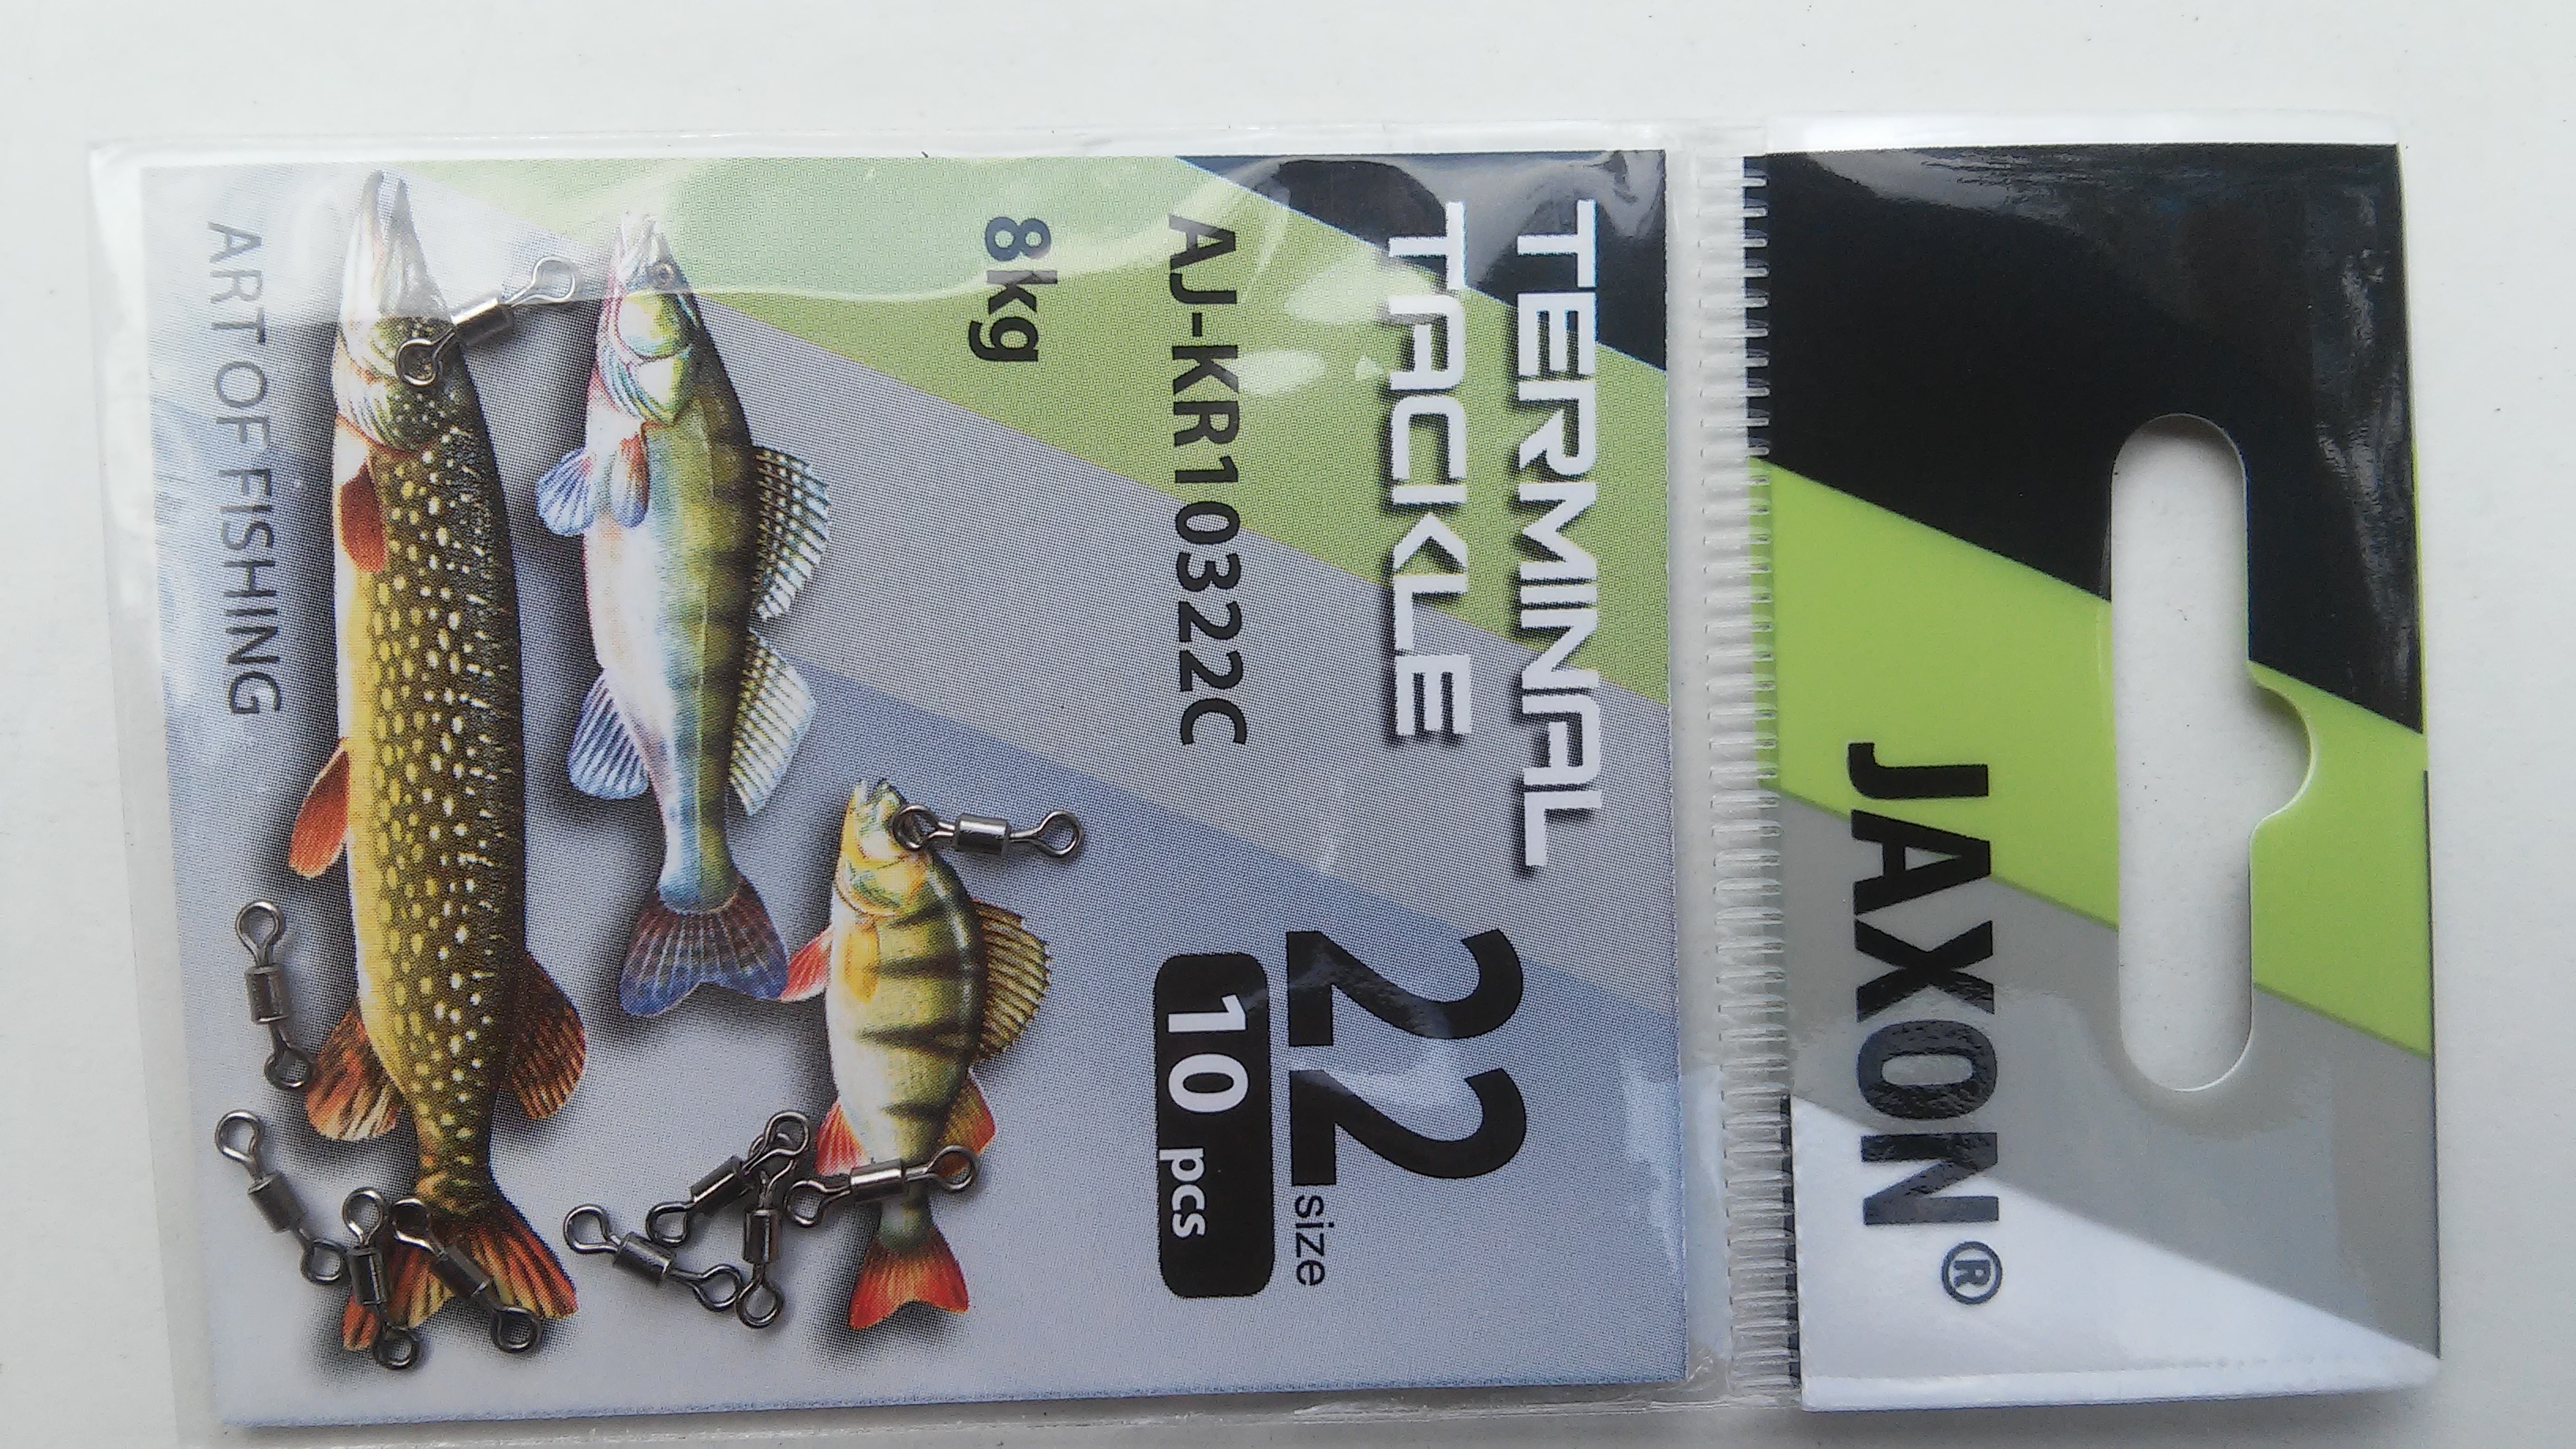 JAXON®
TERMINAL
TACKLE
22 size
AJ-KR10322C
10 pcs
8kg
ART OF FISHING